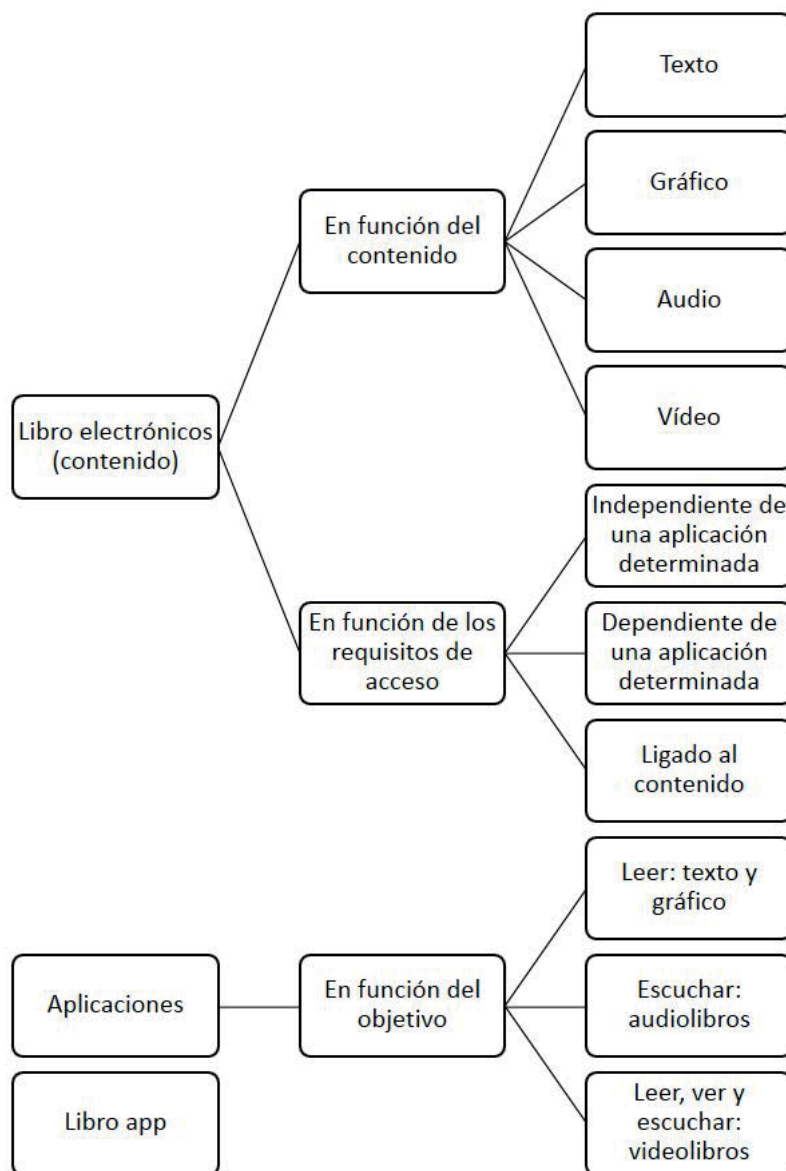 Libro electrónicos
(contenido)
En función del
contenido
Texto
Gráfico
Audio
Vídeo
En función de los
requisitos de
acceso
Independiente de
una aplicación
determinada
Dependiente de
una aplicación
determinada
Ligado al
contenido
Aplicaciones
En función del
objetivo
Leer: texto y
gráfico
Escuchar:
audiolibros
Leer, ver y
escuchar:
videolibros
Libro app